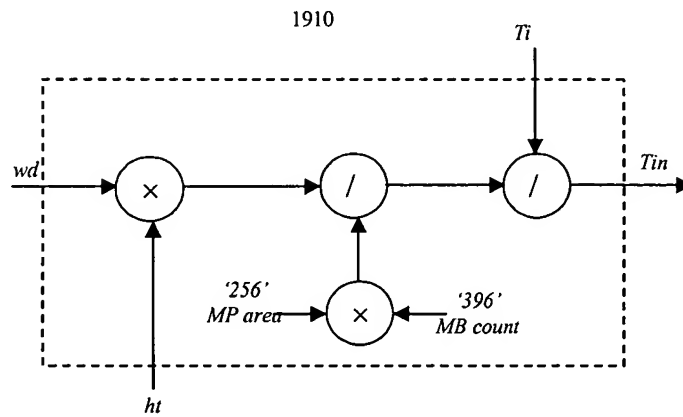 1910
Ti
wd
×
/
/
Tin
'256'
MP area
×
'396'
MB count
ht